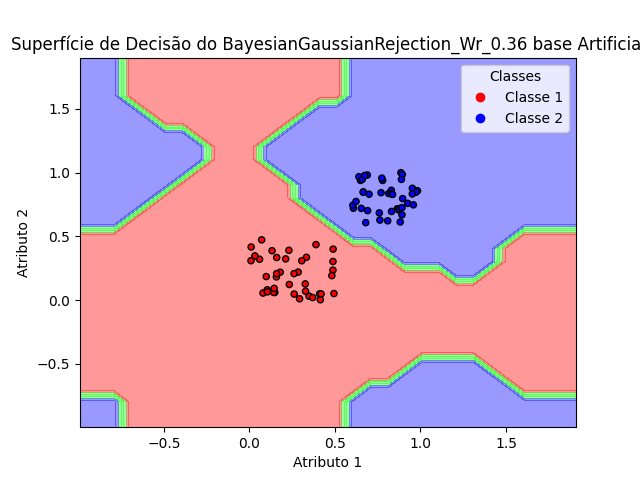 Superfície de Decisão do BayesianGaussianRejection_Wr_0.36 base Artificia
Classes
Classe 1
Classe 2
1.5
1.0
0.5
0.0
−0.5
Atributo 2
−0.5
0.0
0.5
1.0
1.5
Atributo 1